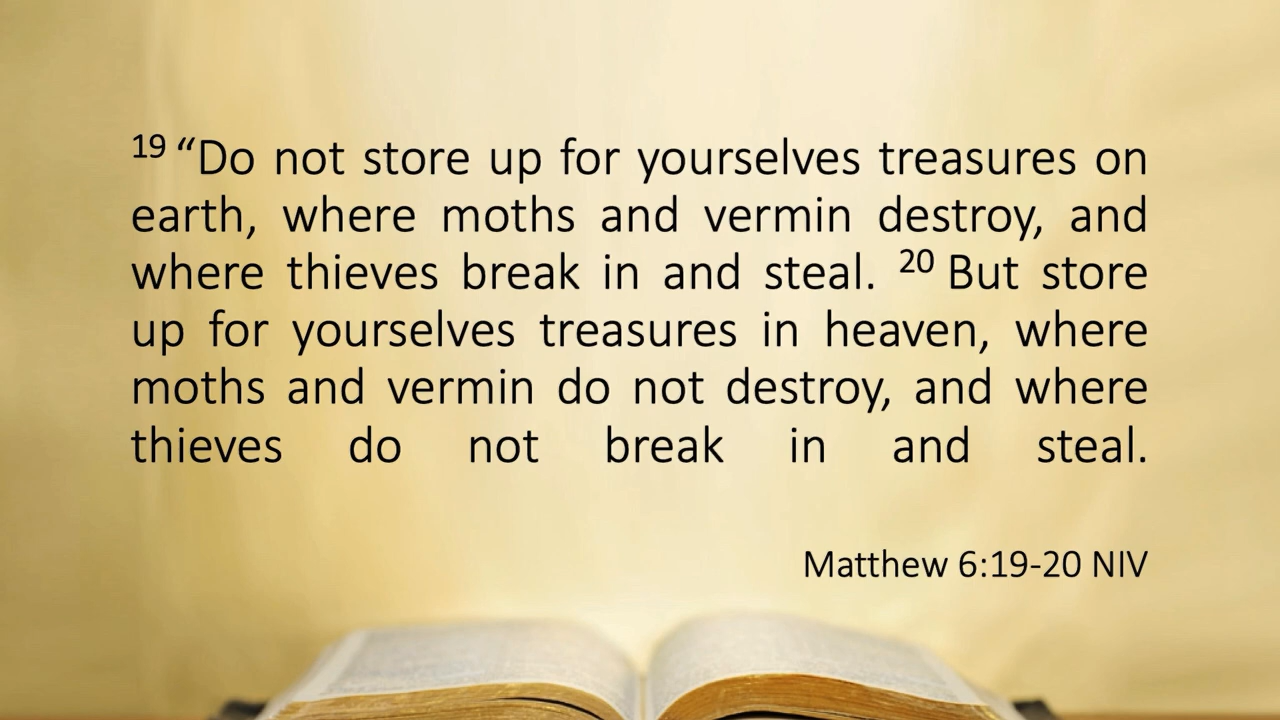 19 “Do not store up for yourselves treasures on
earth, where moths and vermin destroy, and
where thieves break in and steal. 20 But store
up for yourselves treasures in heaven, where
moths and vermin do not destroy, and where
thieves do not break in and steal.
Matthew 6:19-20 NIV